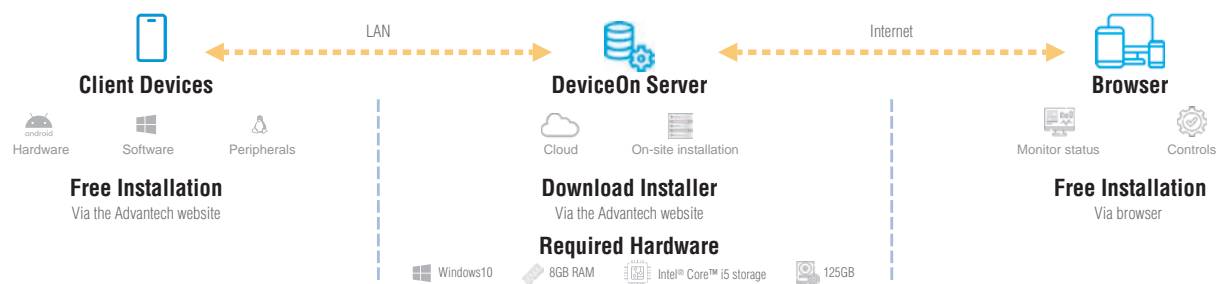 LAN
Internet
Client Devices
DeviceOn Server
Browser
android
Hardware
Software
Peripherals
Cloud
On-site installation
Monitor status
Controls
Free Installation
Via the Advantech website
Download Installer
Via the Advantech website
Free Installation
Via browser
Required Hardware
Windows10
8GB RAM
Intel® Core™ i5 storage
125GB